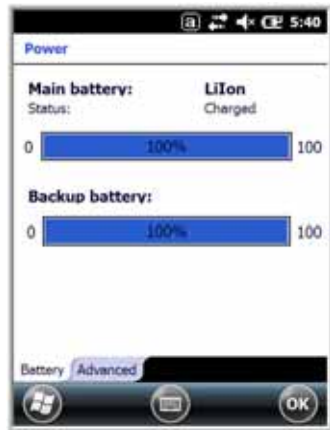 a 5:40
Power
Main battery: LiIon
Status: Charged
0 100% 100
Backup battery:
0 100% 100
Battery Advanced
OK